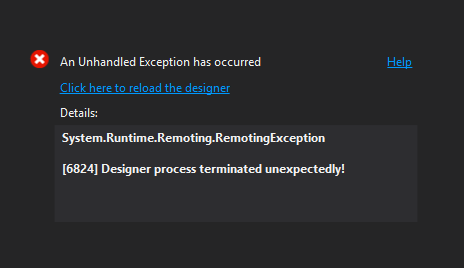 An Unhandled Exception has occurred Help
Click here to reload the designer
Details:
System.Runtime.Remoting.RemotingException
[6824] Designer process terminated unexpectedly!